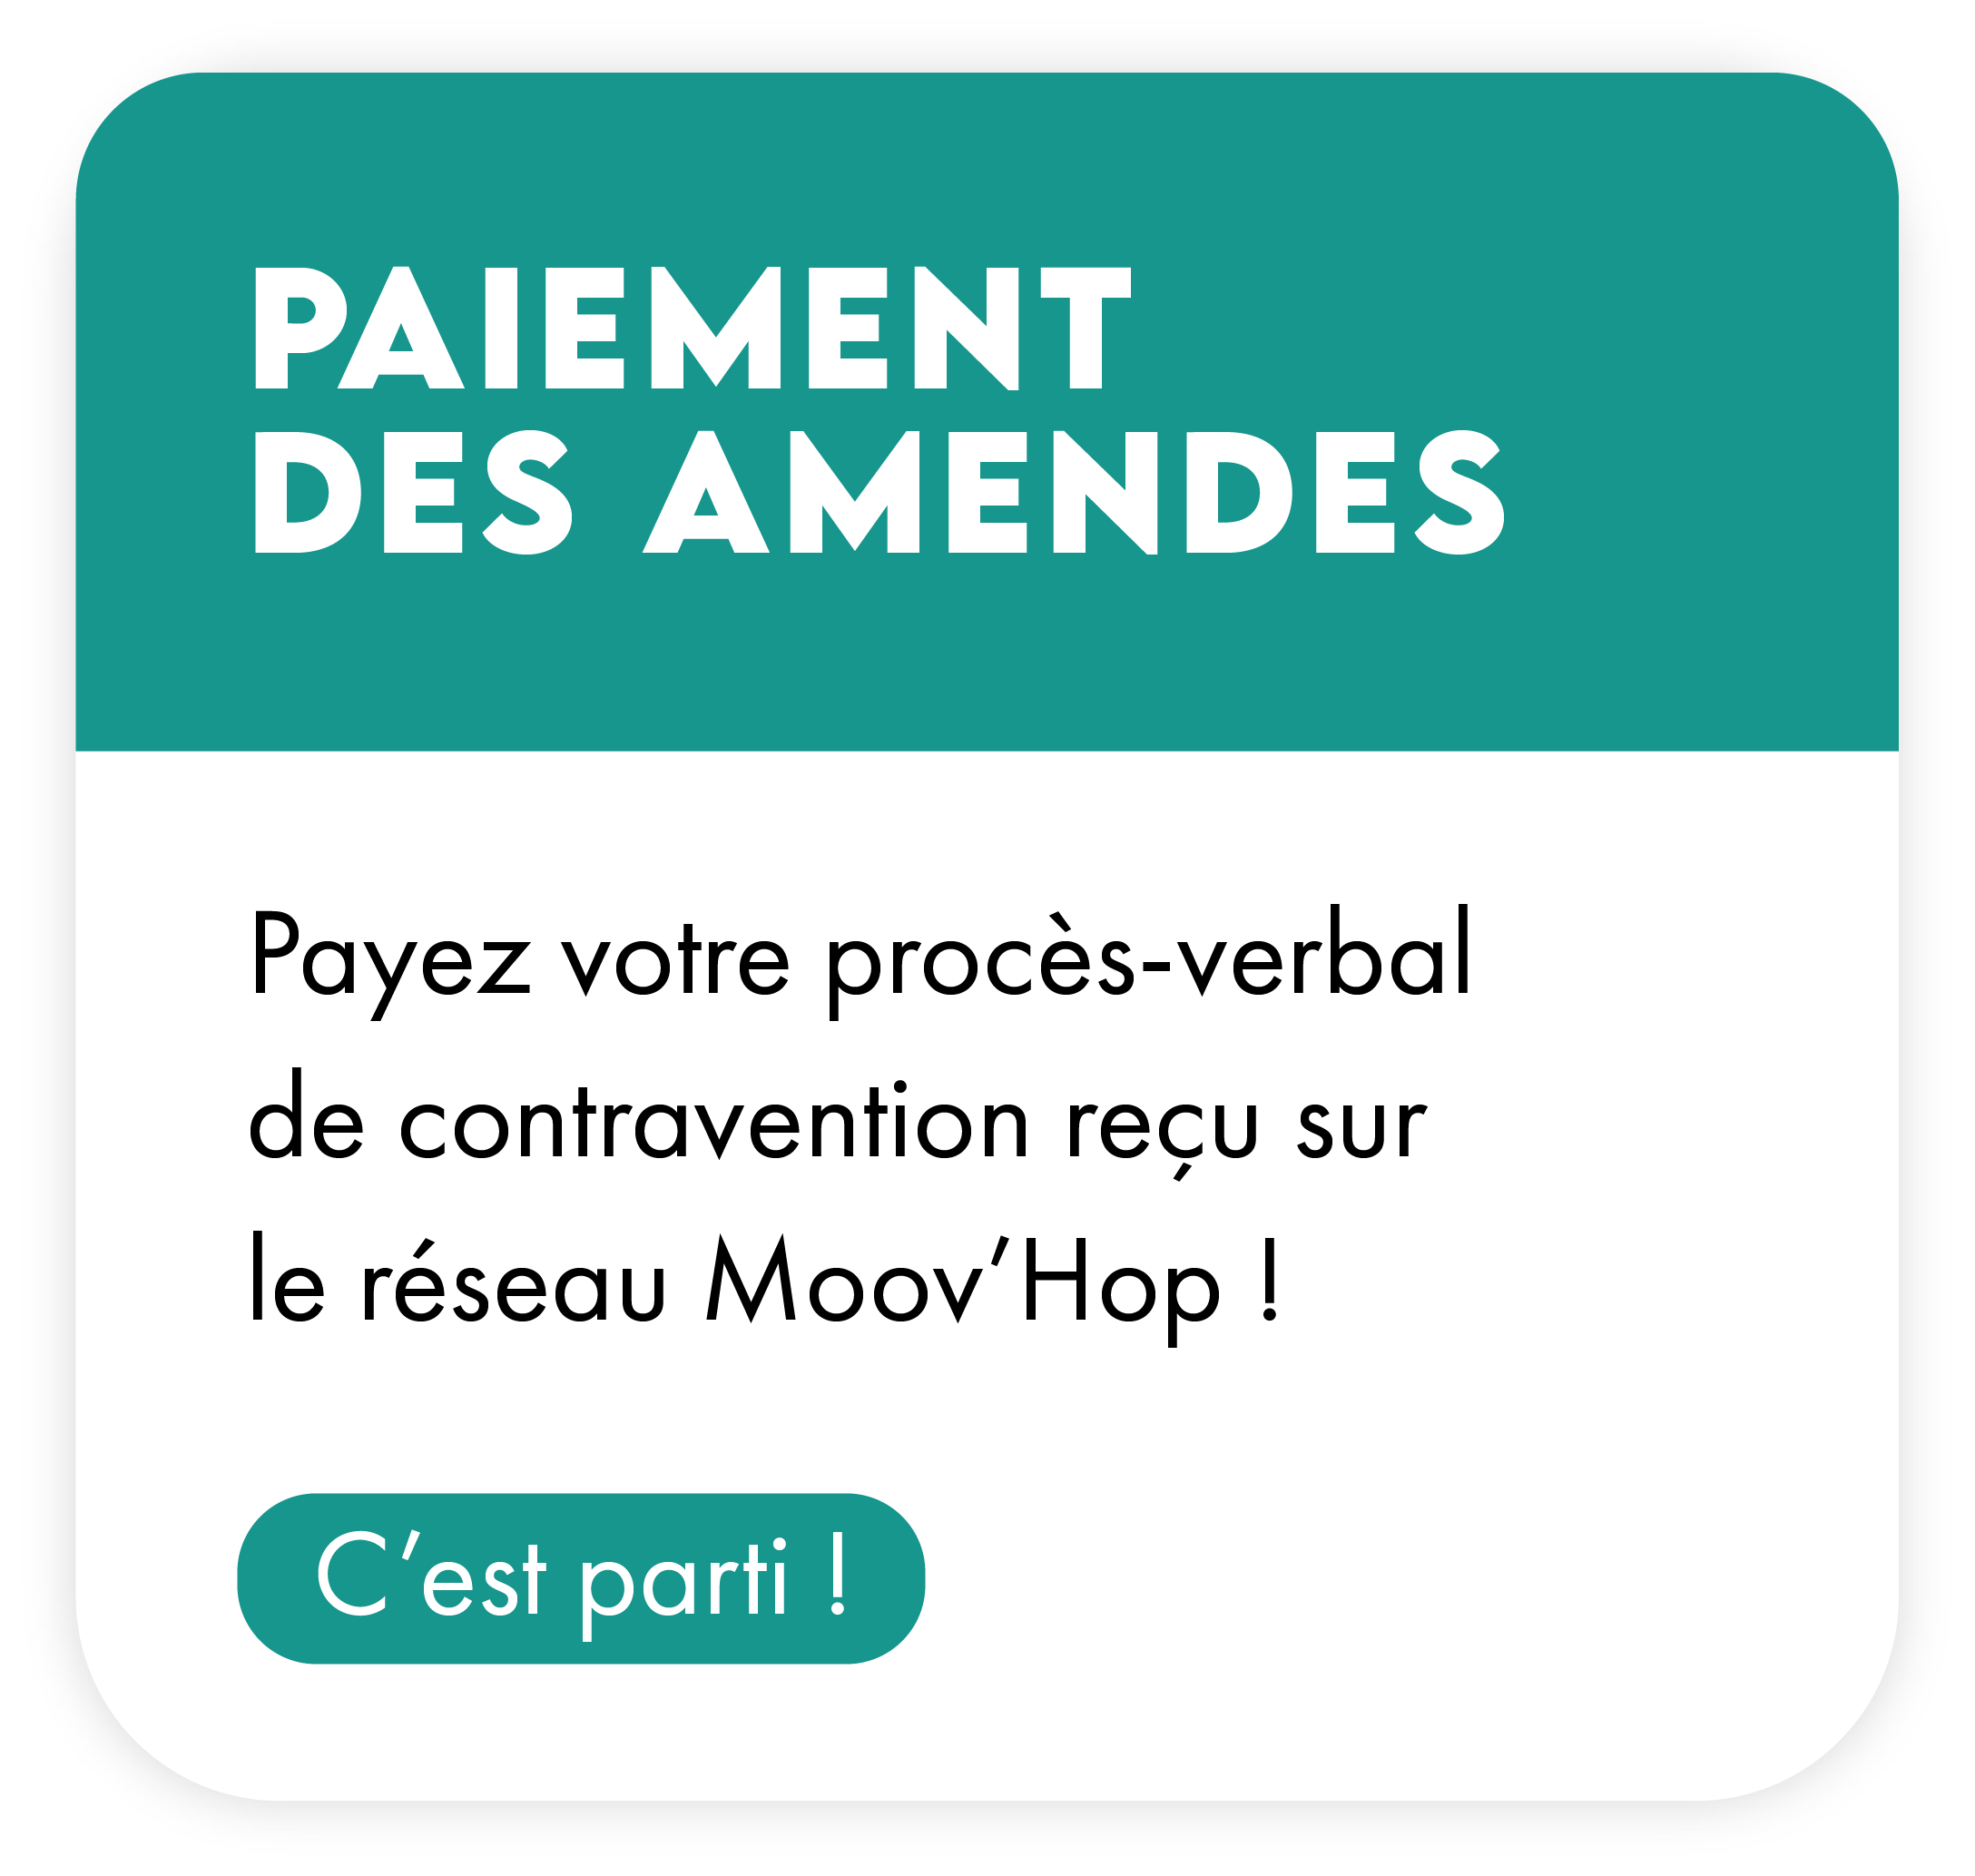 PAIEMENT
DES AMENDES
Payez votre procès-verbal
de contravention reçu sur
le réseau Moov’Hop !
C’est parti !